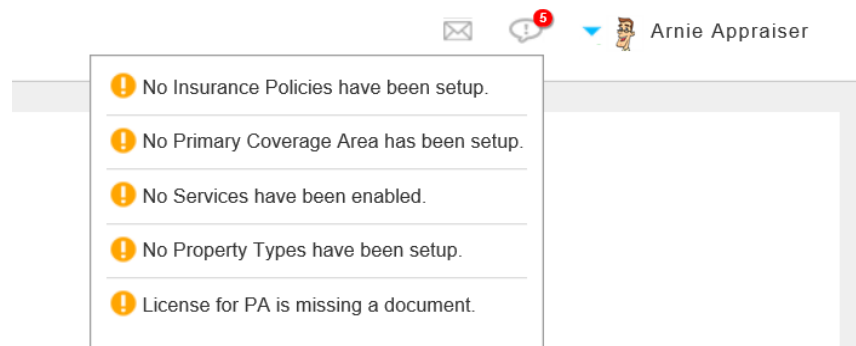 5
Arnie Appraiser
No Insurance Policies have been setup.
No Primary Coverage Area has been setup.
No Services have been enabled.
No Property Types have been setup.
License for PA is missing a document.